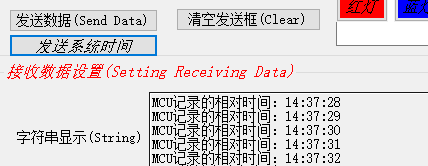 发送数据(Send Data) 清空发送框(Clear) 红灯
发送系统时间
接收数据设置(Setting Receiving Data)
字符串显示(String)
MCU记录的相对时间：14:37:28
MCU记录的相对时间：14:37:29
MCU记录的相对时间：14:37:30
MCU记录的相对时间：14:37:31
MCU记录的相对时间：14:37:32